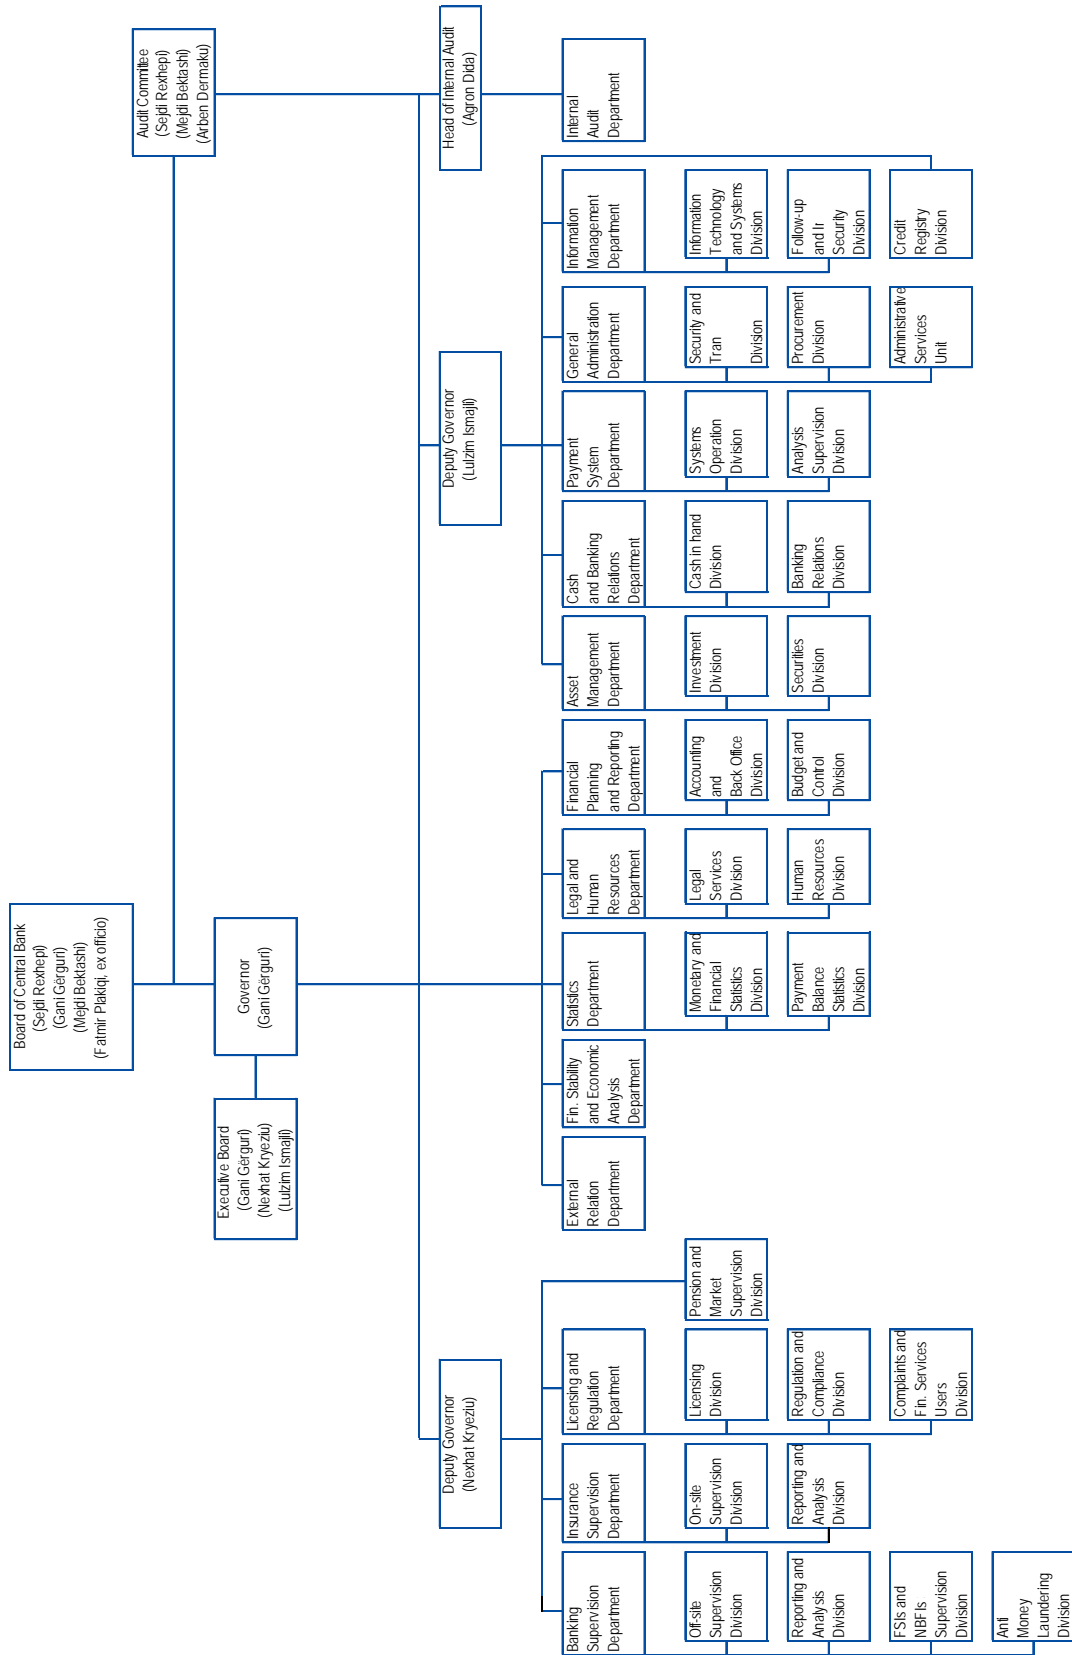 Board of Central Bank
(Sejdi Rexhepi)
(Gani Gërguri)
(Mejdi Bektashi)
(Fatmir Plakiqi, ex officio)
Audit Committee
(Sejdi Rexhepi)
(Mejdi Bektashi)
(Arben Dermaku)
Executive Board
(Gani Gërguri)
(Nexhat Kryeziu)
(Lulzim Ismajli)
Governor
(Gani Gërguri)
Deputy Governor
(Nexhat Kryeziu)
Deputy Governor
(Lulzim Ismajli)
Head of Internal Audit
(Agron Dida)
Banking
Supervision
Department
Insurance
Supervision
Department
Licensing and
Regulation
Department
External
Relation
Department
Fin. Stability
and Economic
Analysis
Department
Statistics
Department
Legal and
Human
Resources
Department
Financial
Planning
and Reporting
Department
Asset
Management
Department
Cash
and Banking
Relations
Department
Payment
System
Department
General
Administration
Department
Information
Management
Department
Internal
Audit
Department
Off-site
Supervision
Division
On-site
Supervision
Division
Licensing
Division
Pension and
Market
Supervision
Division
Monetary and
Financial
Statistics
Division
Legal
Services
Division
Accounting
and
Back Office
Division
Investment
Division
Cash in hand
Division
Systems
Operation
Division
Security and
Tran
Division
Information
Technology
and Systems
Division
Reporting and
Analysis
Division
Reporting and
Analysis
Division
Regulation and
Compliance
Division
Payment
Balance
Statistics
Division
Human
Resources
Division
Budget and
Control
Division
Securities
Division
Banking
Relations
Division
Analysis
Supervision
Division
Procurement
Division
Follow-up
and Ir
Security
Division
FSIs and
NBFIs
Supervision
Division
Complaints and
Fin. Services
Users
Division
Administrative
Services
Unit
Credit
Registry
Division
Anti
Money
Laundering
Division